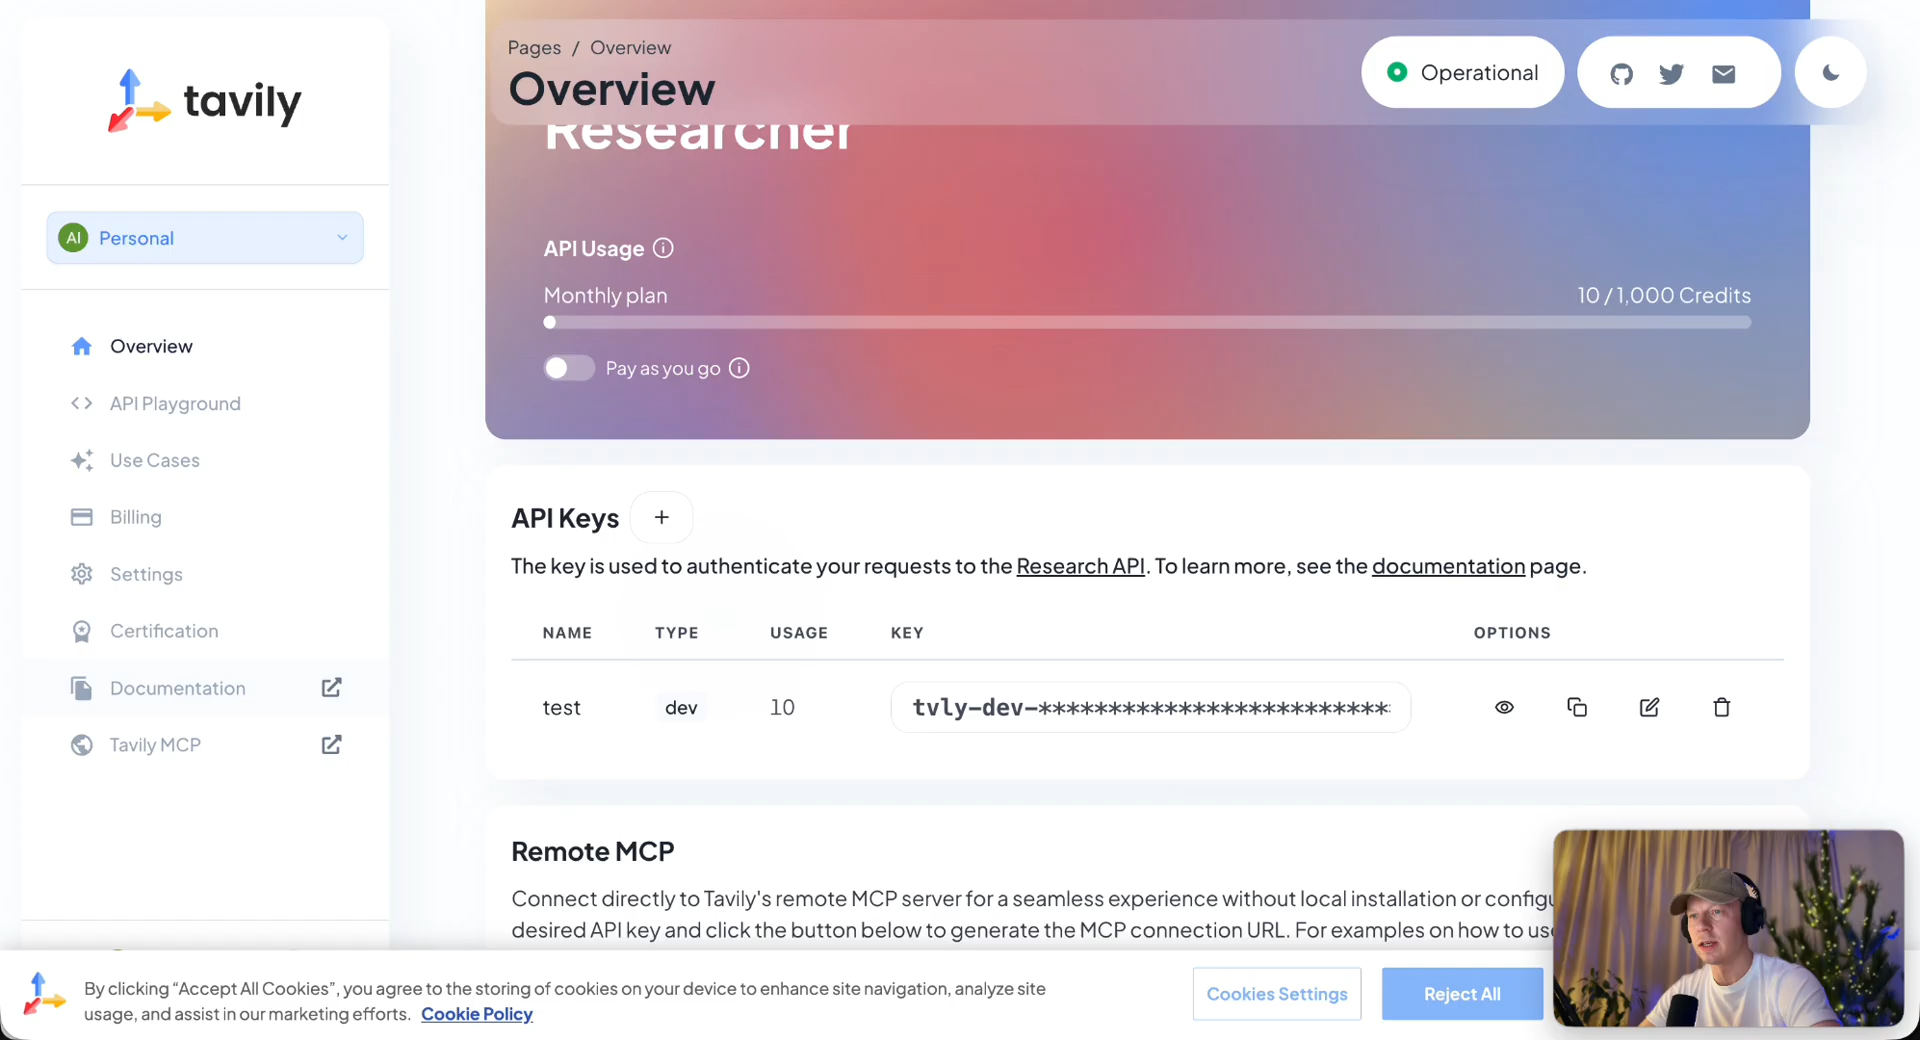 tavily
AI Personal
Overview
API Playground
Use Cases
Billing
Settings
Certification
Documentation
Tavily MCP
Pages / Overview
Overview
Operational
Researcher
API Usage
Monthly plan
10 / 1,000 Credits
Pay as you go
API Keys +
The key is used to authenticate your requests to the Research API. To learn more, see the documentation page.
NAME TYPE USAGE KEY OPTIONS
test dev 10 tvly-dev-*************************
Remote MCP
Connect directly to Tavily's remote MCP server for a seamless experience without local installation or configu
desired API key and click the button below to generate the MCP connection URL. For examples on how to use
By clicking “Accept All Cookies”, you agree to the storing of cookies on your device to enhance site navigation, analyze site
usage, and assist in our marketing efforts. Cookie Policy
Cookies Settings
Reject All